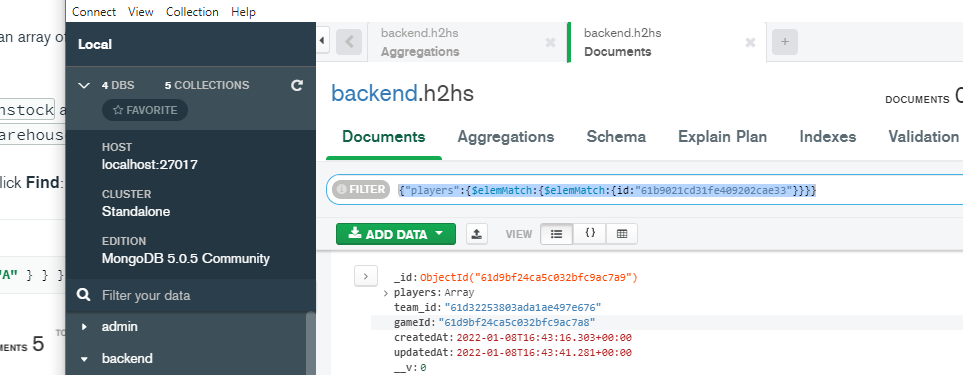 Connect View Collection Help
an array of
nstock a
arehous
lick Find:
"A" } } }
MENTS 5 TO
Local
4 DBS 5 COLLECTIONS
FAVORITE
HOST
localhost:27017
CLUSTER
Standalone
EDITION
MongoDB 5.0.5 Community
Filter your data
admin
backend
backend.h2hs
Aggregations
backend.h2hs
Documents
backend.h2hs
DOCUMENTS
Documents Aggregations Schema Explain Plan Indexes Validation
FILTER {"players":{$elemMatch:{$elemMatch:{id:"61b9021cd31fe409202cae33"}}}}
ADD DATA VIEW { }
_id:ObjectId("61d9bf24ca5c032bfc9ac7a9")
players:Array
team_id:"61d32253803ada1ae497e676"
gameId:"61d9bf24ca5c032bfc9ac7a8"
createdAt:2022-01-08T16:43:16.303+00:00
updatedAt:2022-01-08T16:43:41.281+00:00
__v:0